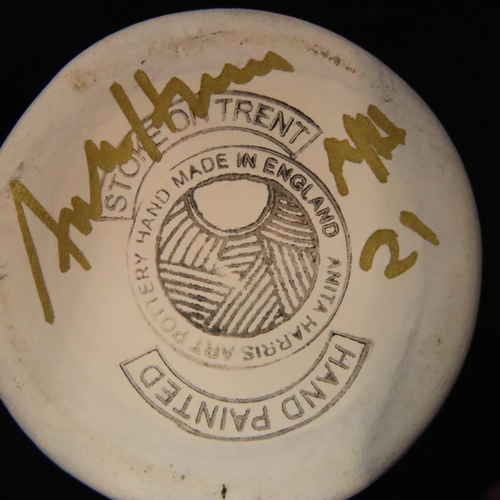 STOKE ON TRENT
HAND MADE IN ENGLAND
ANITA HARRIS ART POTTERY
HAND PAINTED
21